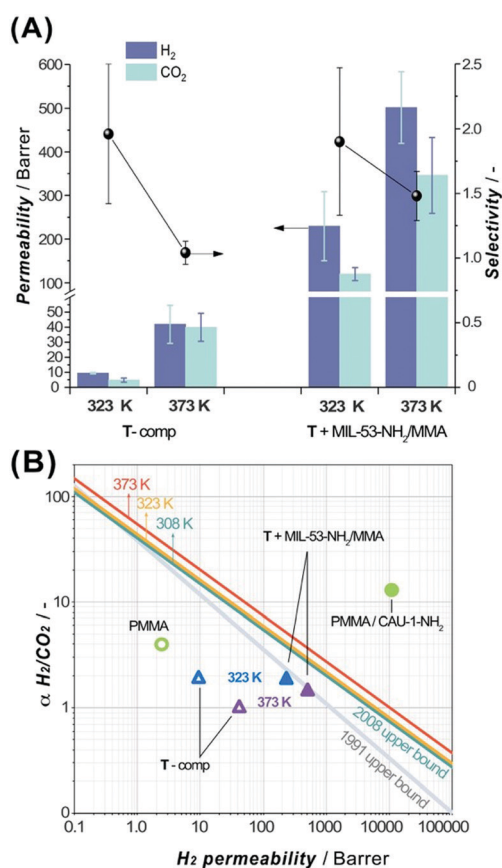 (A)
H2
CO2
600
500
400
300
200
100
50
40
30
20
10
0
Permeability / Barrer
2.5
2.0
1.5
1.0
0.5
0
Selectivity / -
323 K
373 K
323 K
373 K
T- comp
T + MIL-53-NH2/MMA
(B)
100
10
1
0
α H2/CO2 / -
373 K
323 K
308 K
T + MIL-53-NH2/MMA
PMMA
PMMA / CAU-1-NH2
323 K
373 K
T - comp
2008 upper bound
1991 upper bound
0.1
1.0
10
100
1000
10000
100000
H2 permeability / Barrer